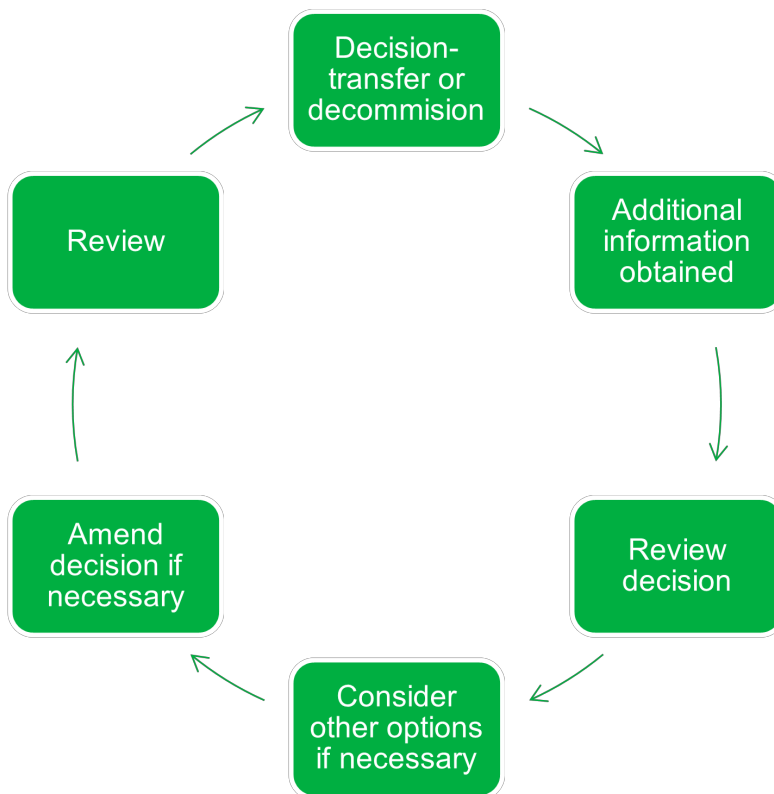 Decision-
transfer or
decommision
Additional
information
obtained
Review
decision
Consider
other options
if necessary
Amend
decision if
necessary
Review